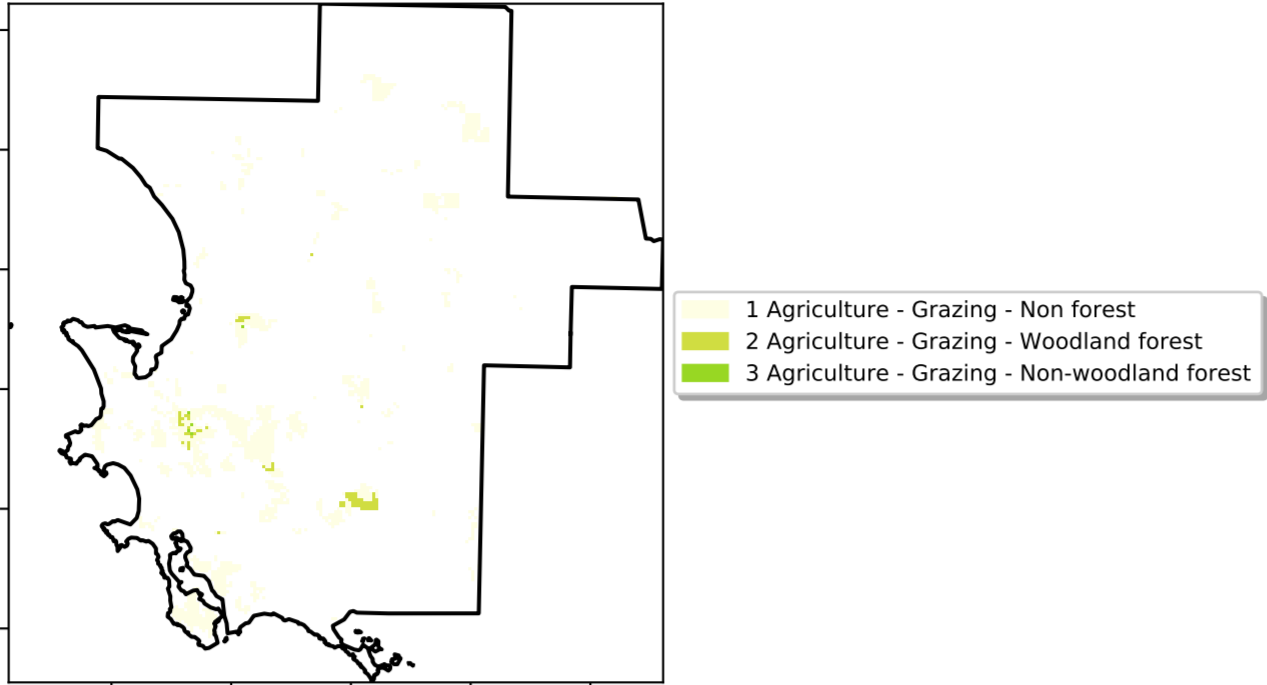 1 Agriculture - Grazing - Non forest
2 Agriculture - Grazing - Woodland forest
3 Agriculture - Grazing - Non-woodland forest